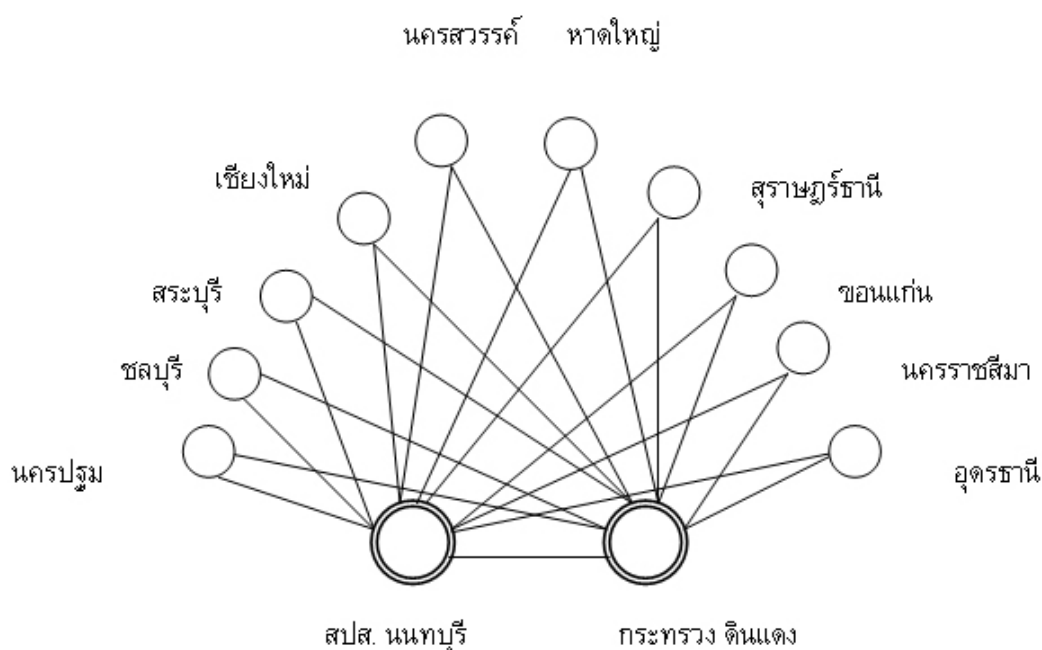 นครสวรรค์ หาดใหญ่
เชียงใหม่ สุราษฎร์ธานี
สระบุรี ขอนแก่น
ชลบุรี นครราชสีมา
นครปฐม อุดรธานี
สปส. นนทบุรี กระทรวง ดินแดง